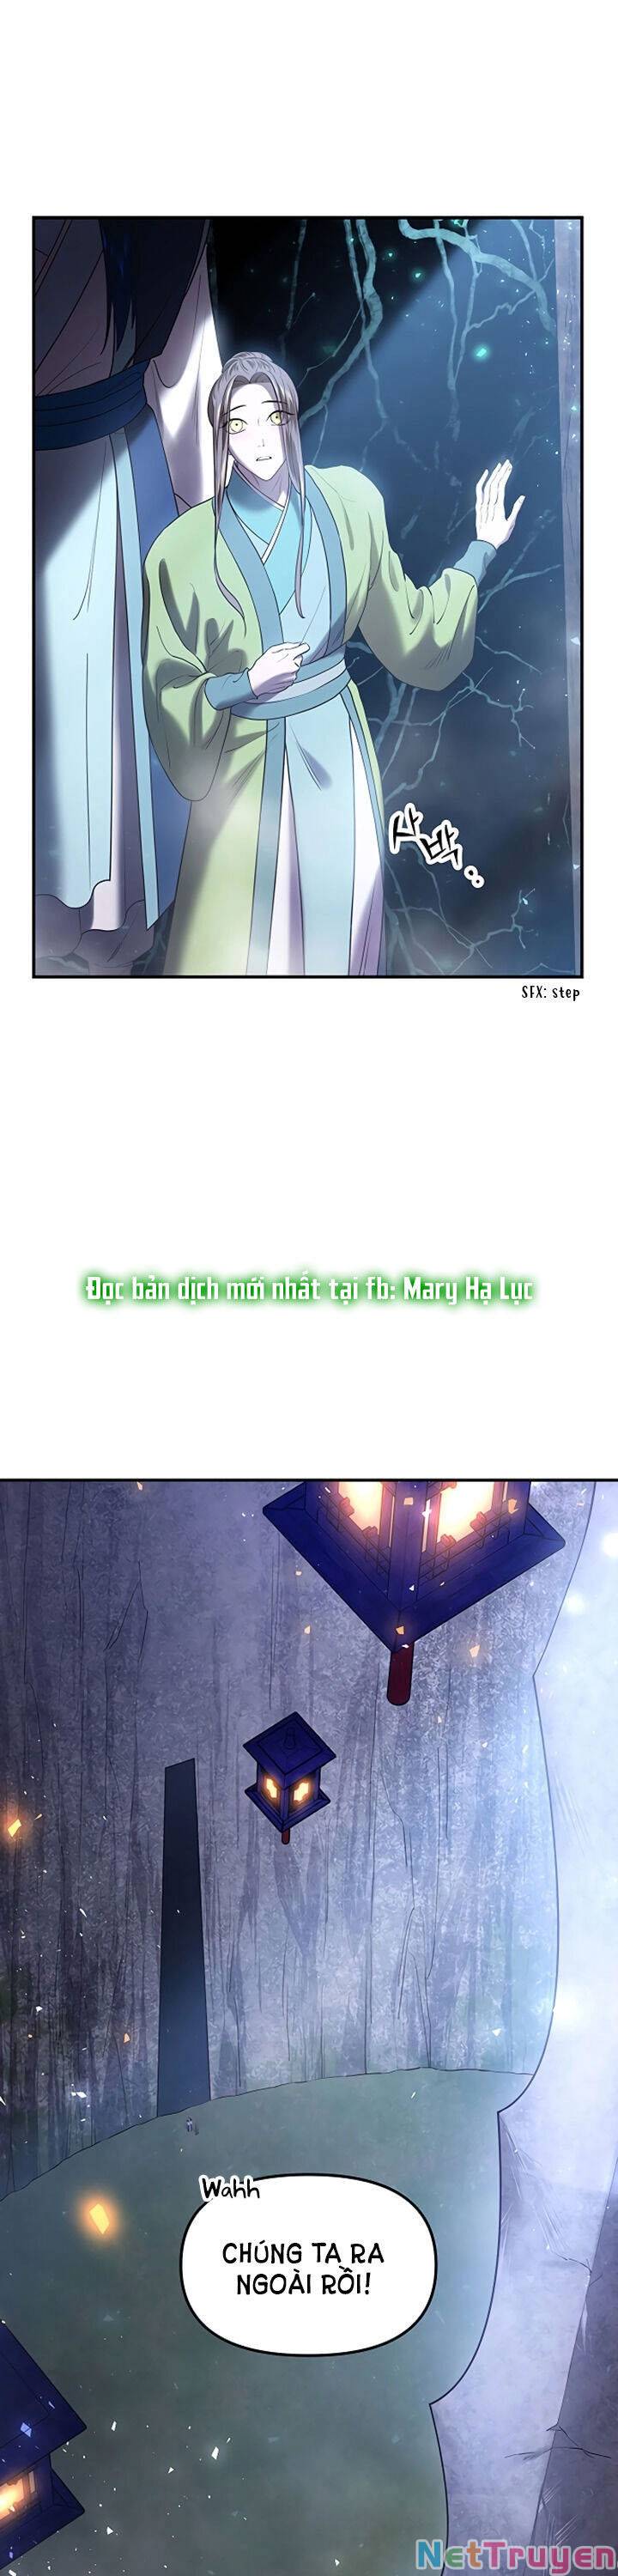 사박
SFX: step
Đọc bản dịch mới nhất tại fb: Mary Hạ Lục
Wahh
CHÚNG TA RA
NGOÀI RỒI!
NetTruyen